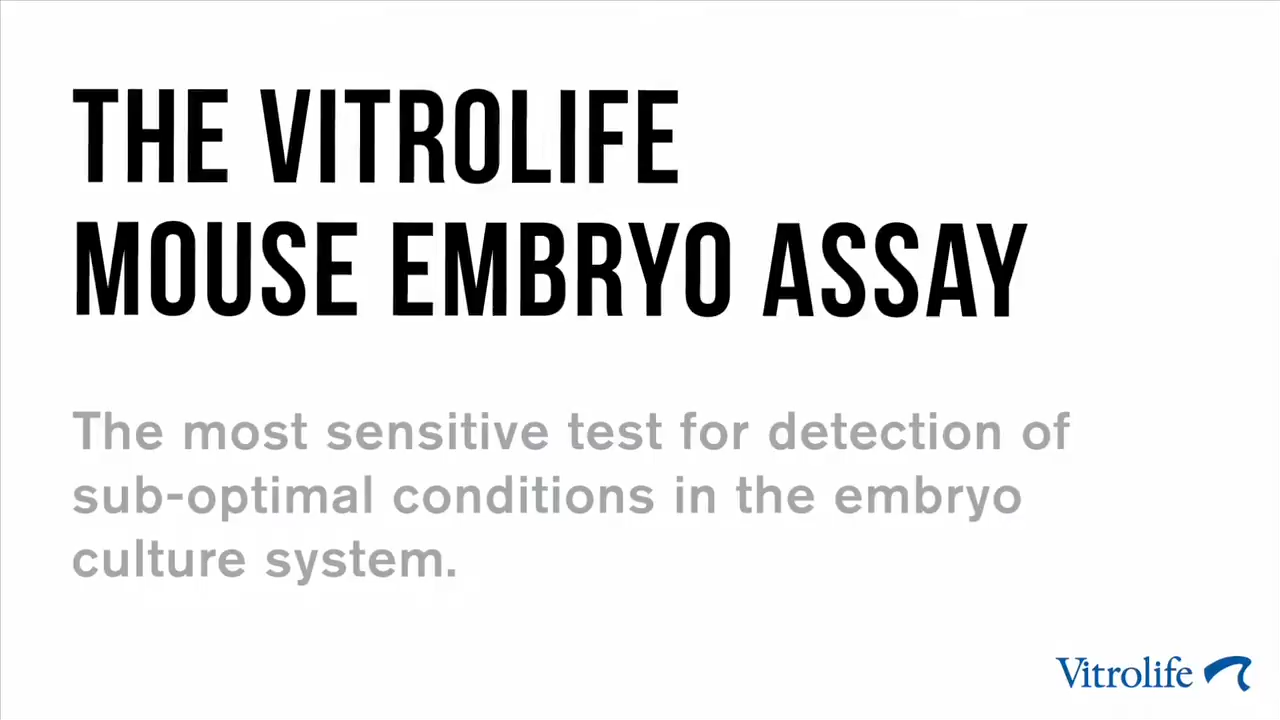 THE VITROLIFE
MOUSE EMBRYO ASSAY
The most sensitive test for detection of
sub-optimal conditions in the embryo
culture system.
Vitrolife